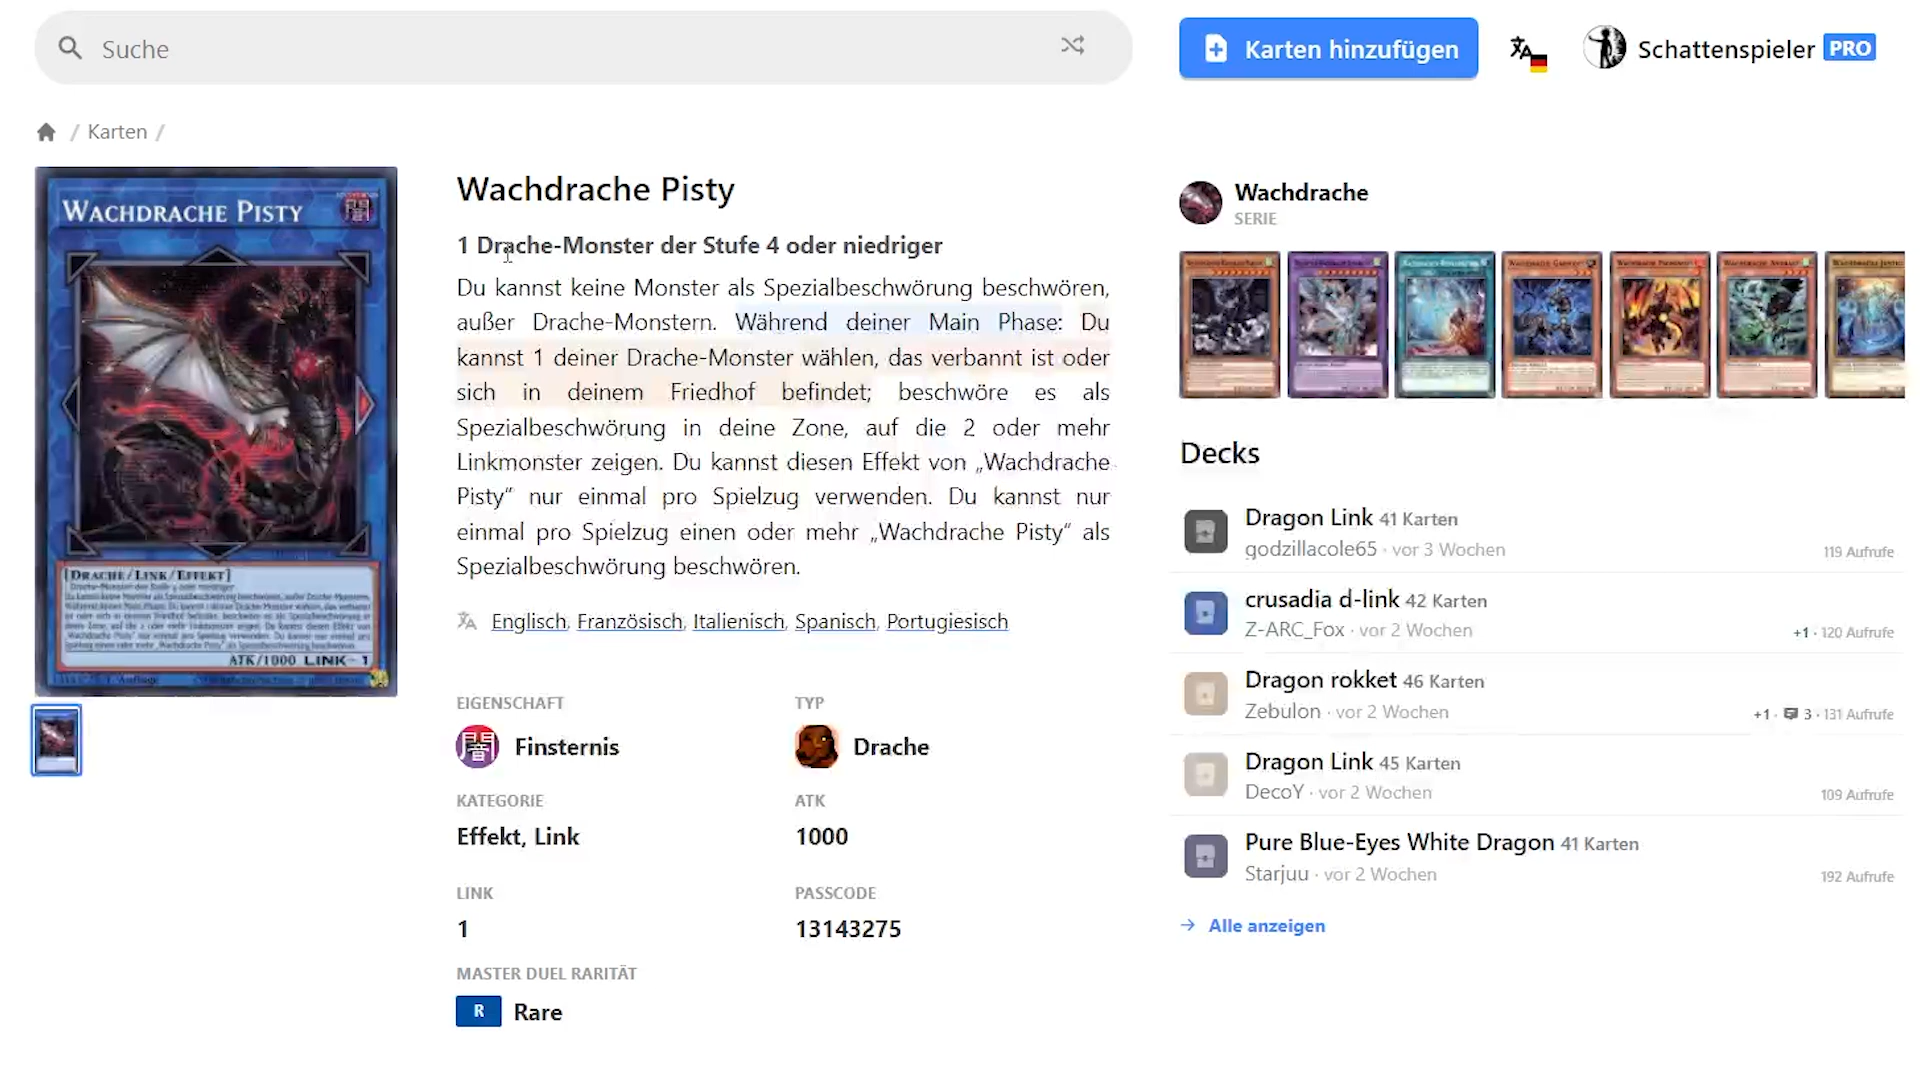 Suche
Karten hinzufügen
Schattenspieler PRO
/ Karten /
WACHDRACHE PISTY
闇
[DRACHE/LINK/EFFEKT]
ATK/1000 LINK-1
Wachdrache Pisty
1 Drache-Monster der Stufe 4 oder niedriger
Du kannst keine Monster als Spezialbeschwörung beschwören,
außer Drache-Monstern. Während deiner Main Phase: Du
kannst 1 deiner Drache-Monster wählen, das verbannt ist oder
sich in deinem Friedhof befindet; beschwöre es als
Spezialbeschwörung in deine Zone, auf die 2 oder mehr
Linkmonster zeigen. Du kannst diesen Effekt von „Wachdrache
Pisty“ nur einmal pro Spielzug verwenden. Du kannst nur
einmal pro Spielzug einen oder mehr „Wachdrache Pisty“ als
Spezialbeschwörung beschwören.
Englisch, Französisch, Italienisch, Spanisch, Portugiesisch
EIGENSCHAFT
闇 Finsternis
TYP
Drache
KATEGORIE
Effekt, Link
ATK
1000
LINK
1
PASSCODE
13143275
MASTER DUEL RARITÄT
R Rare
Wachdrache
SERIE
Decks
Dragon Link 41 Karten
godzillacole65 · vor 3 Wochen
119 Aufrufe
crusadia d-link 42 Karten
Z-ARC_Fox · vor 2 Wochen
+1 · 120 Aufrufe
Dragon rokket 46 Karten
Zebulon · vor 2 Wochen
+1 · 3 · 131 Aufrufe
Dragon Link 45 Karten
DecoY · vor 2 Wochen
109 Aufrufe
Pure Blue-Eyes White Dragon 41 Karten
Starjuu · vor 2 Wochen
192 Aufrufe
→ Alle anzeigen